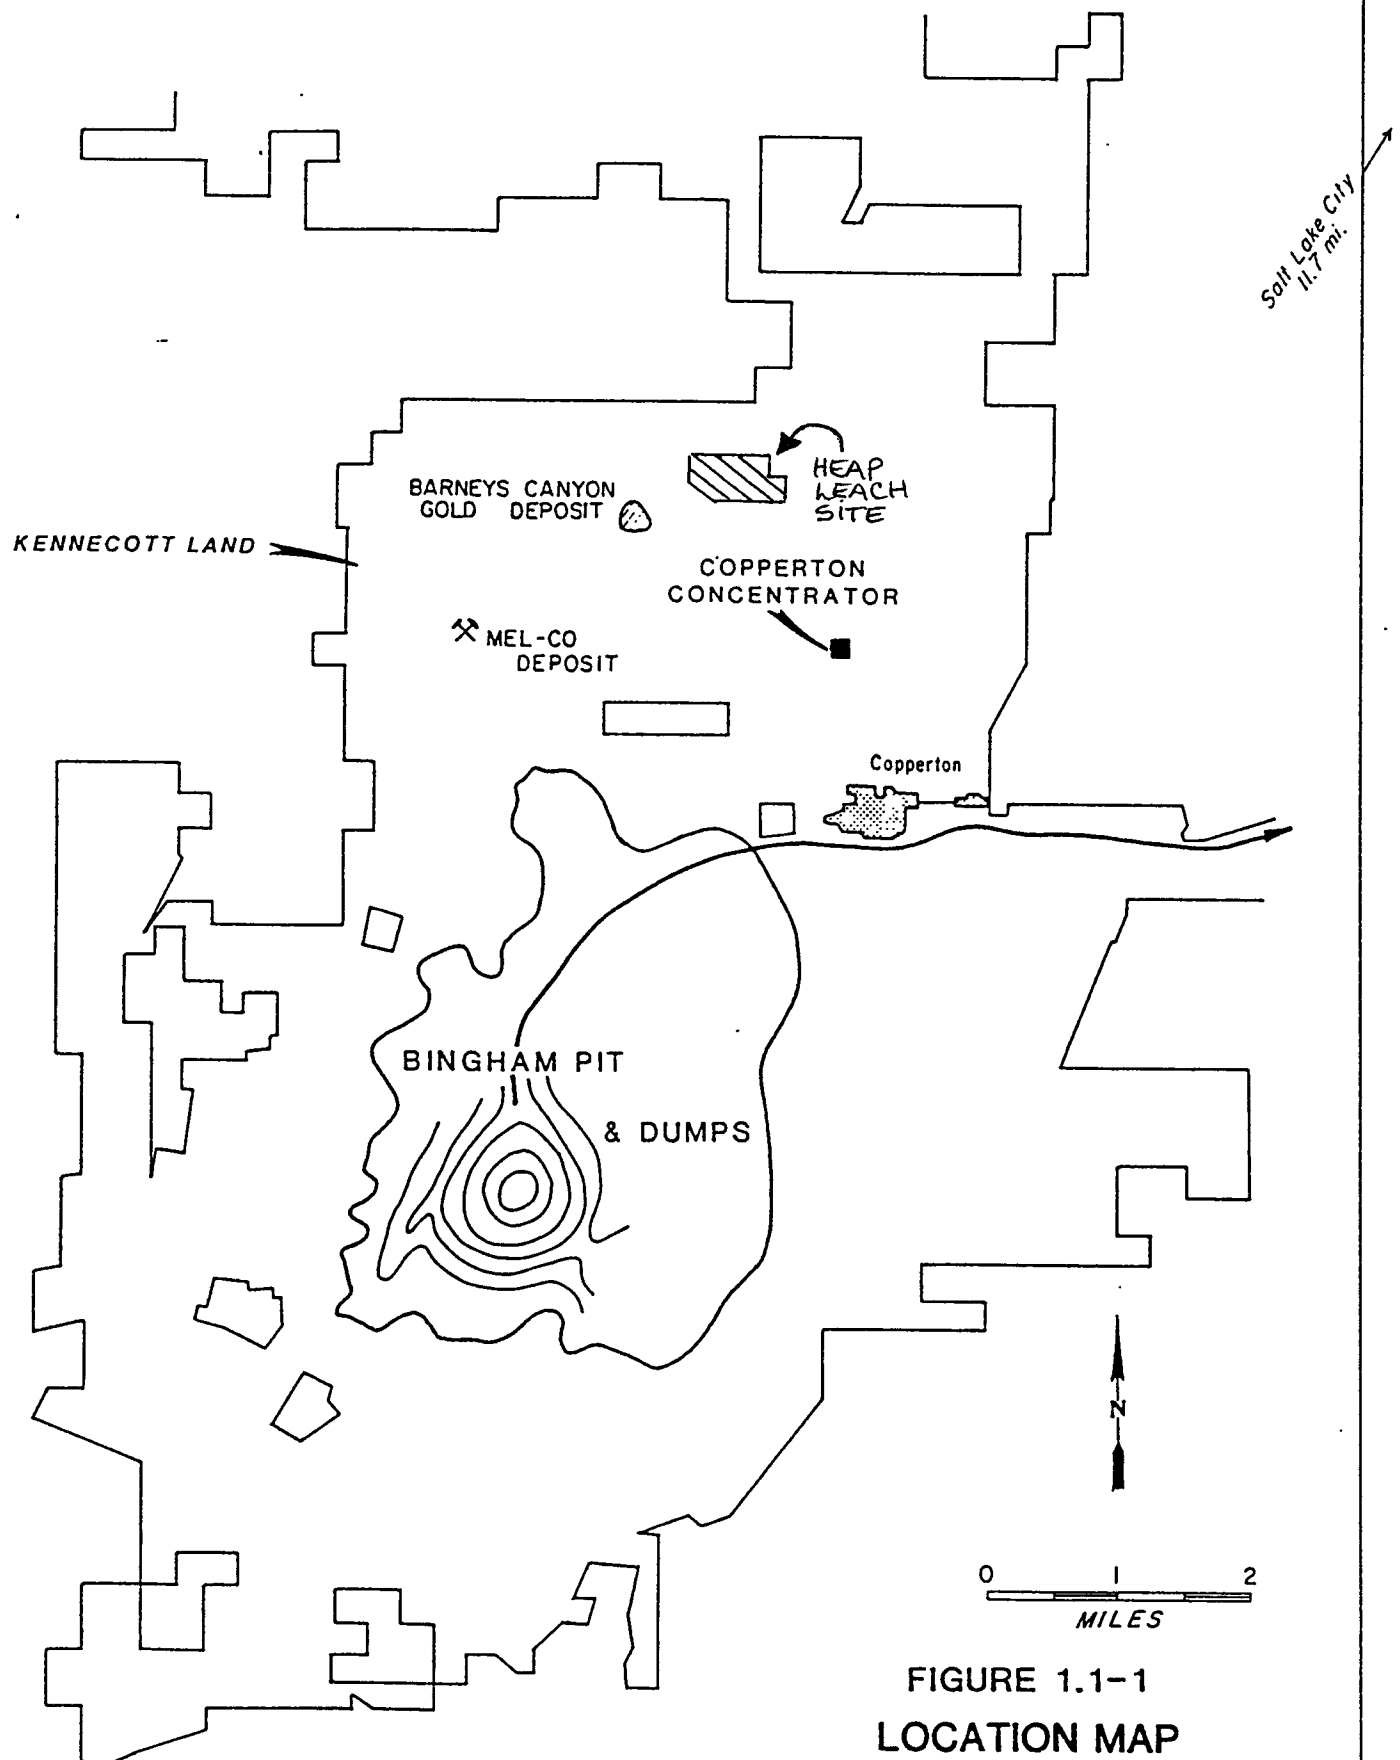 Salt Lake City
11.7 mi.
HEAP
LEACH
SITE
BARNEYS CANYON
GOLD DEPOSIT
KENNECOTT LAND
COPPERTON
CONCENTRATOR
MEL-CO
DEPOSIT
Copperton
BINGHAM PIT
& DUMPS
N
0 1 2
MILES
FIGURE 1.1-1
LOCATION MAP